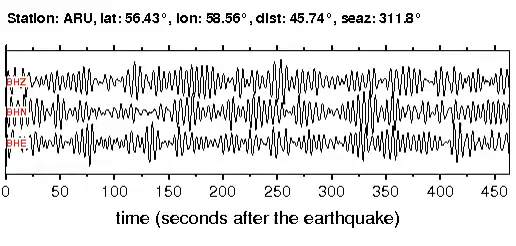 Station: ARU, lat: 56.43°, lon: 58.56°, dist: 45.74°, seaz: 311.8°
BHZ
BHN
BHE
0 50 100 150 200 250 300 350 400 450
time (seconds after the earthquake)